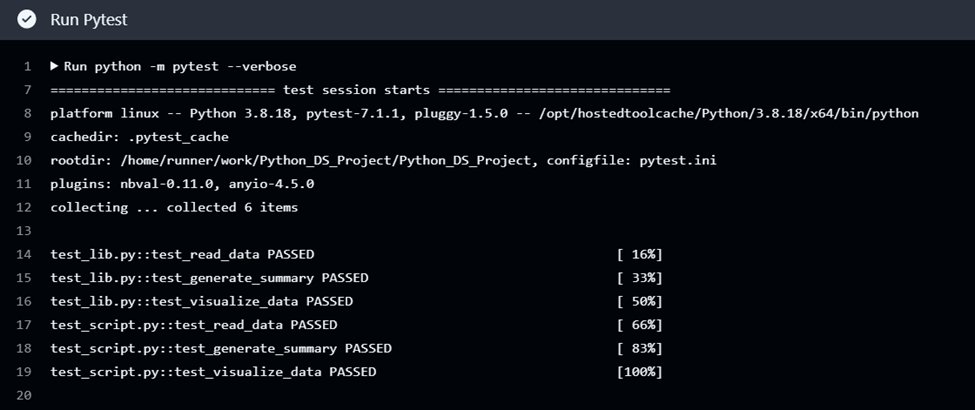 Run Pytest
1 ▶ Run python -m pytest --verbose
7 ============================= test session starts ==============================
8 platform linux -- Python 3.8.18, pytest-7.1.1, pluggy-1.5.0 -- /opt/hostedtoolcache/Python/3.8.18/x64/bin/python
9 cachedir: .pytest_cache
10 rootdir: /home/runner/work/Python_DS_Project/Python_DS_Project, configfile: pytest.ini
11 plugins: nbval-0.11.0, anyio-4.5.0
12 collecting ... collected 6 items
13
14 test_lib.py::test_read_data PASSED [ 16%]
15 test_lib.py::test_generate_summary PASSED [ 33%]
16 test_lib.py::test_visualize_data PASSED [ 50%]
17 test_script.py::test_read_data PASSED [ 66%]
18 test_script.py::test_generate_summary PASSED [ 83%]
19 test_script.py::test_visualize_data PASSED [100%]
20